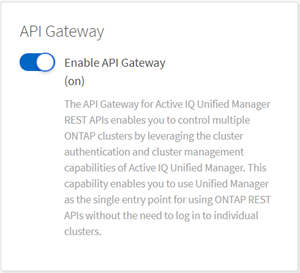 API Gateway
Enable API Gateway
(on)
The API Gateway for Active IQ Unified Manager
REST APIs enables you to control multiple
ONTAP clusters by leveraging the cluster
authentication and cluster management
capabilities of Active IQ Unified Manager. This
capability enables you to use Unified Manager
as the single entry point for using ONTAP REST
APIs without the need to log in to individual
clusters.